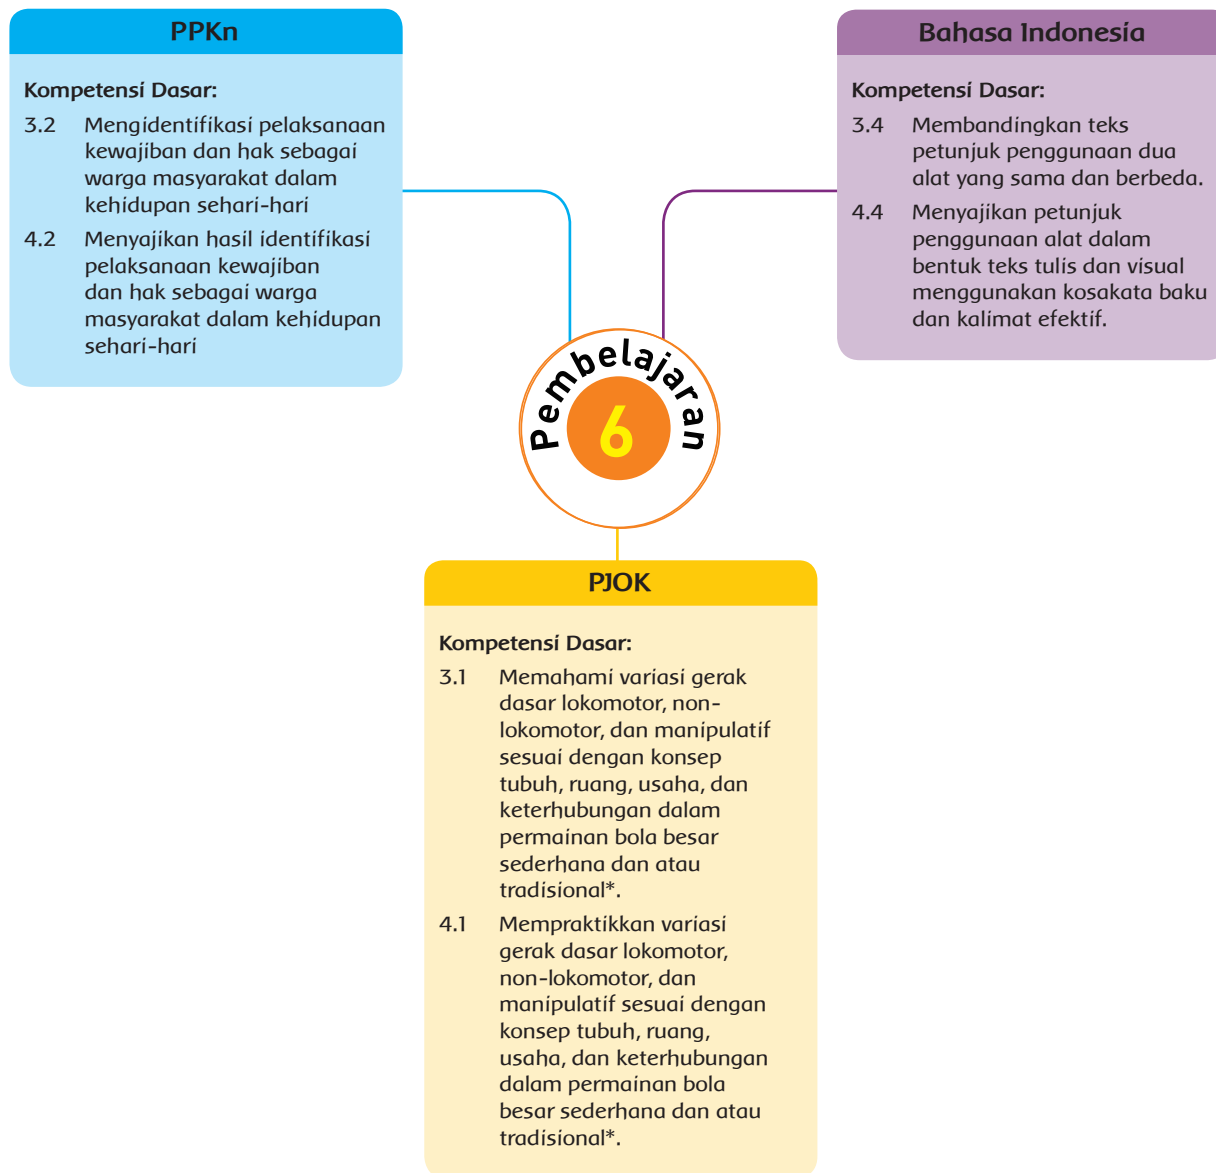 PPKn
Kompetensi Dasar:
3.2 Mengidentifikasi pelaksanaan
kewajiban dan hak sebagai
warga masyarakat dalam
kehidupan sehari-hari
4.2 Menyajikan hasil identifikasi
pelaksanaan kewajiban
dan hak sebagai warga
masyarakat dalam kehidupan
sehari-hari
Bahasa Indonesia
Kompetensi Dasar:
3.4 Membandingkan teks
petunjuk penggunaan dua
alat yang sama dan berbeda.
4.4 Menyajikan petunjuk
penggunaan alat dalam
bentuk teks tulis dan visual
menggunakan kosakata baku
dan kalimat efektif.
Pembelajaran
6
PJOK
Kompetensi Dasar:
3.1 Memahami variasi gerak
dasar lokomotor, non-
lokomotor, dan manipulatif
sesuai dengan konsep
tubuh, ruang, usaha, dan
keterhubungan dalam
permainan bola besar
sederhana dan atau
tradisional*.
4.1 Mempraktikkan variasi
gerak dasar lokomotor,
non-lokomotor, dan
manipulatif sesuai dengan
konsep tubuh, ruang,
usaha, dan keterhubungan
dalam permainan bola
besar sederhana dan atau
tradisional*.